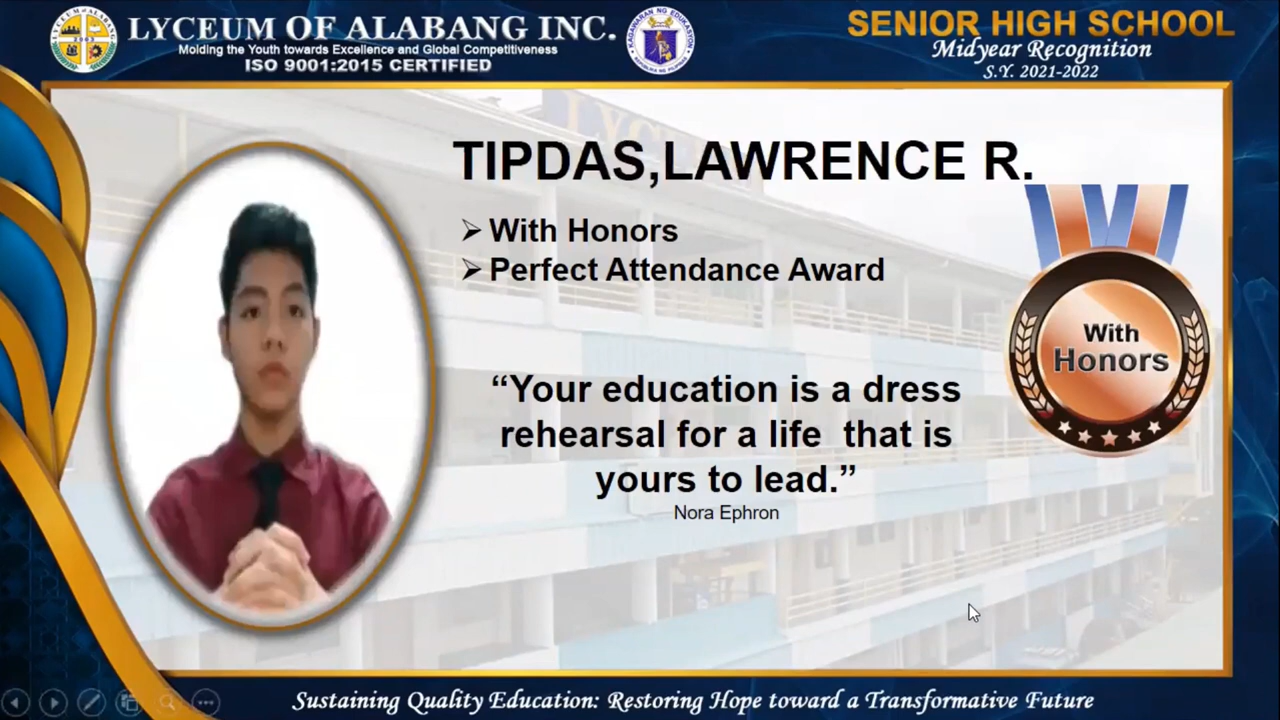 LYCEUM OF ALABANG INC.
Molding the Youth towards Excellence and Global Competitiveness
ISO 9001:2015 CERTIFIED
SENIOR HIGH SCHOOL
Midyear Recognition
S.Y. 2021-2022
TIPDAS,LAWRENCE R.
With Honors
Perfect Attendance Award
With
Honors
“Your education is a dress
rehearsal for a life that is
yours to lead.”
Nora Ephron
Sustaining Quality Education: Restoring Hope toward a Transformative Future